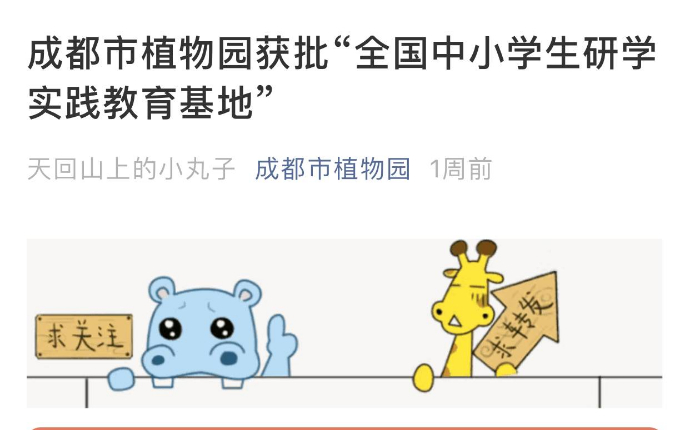 成都市植物园获批“全国中小学生研学
实践教育基地”
天回山上的小丸子 成都市植物园 1周前
求关注
求转发